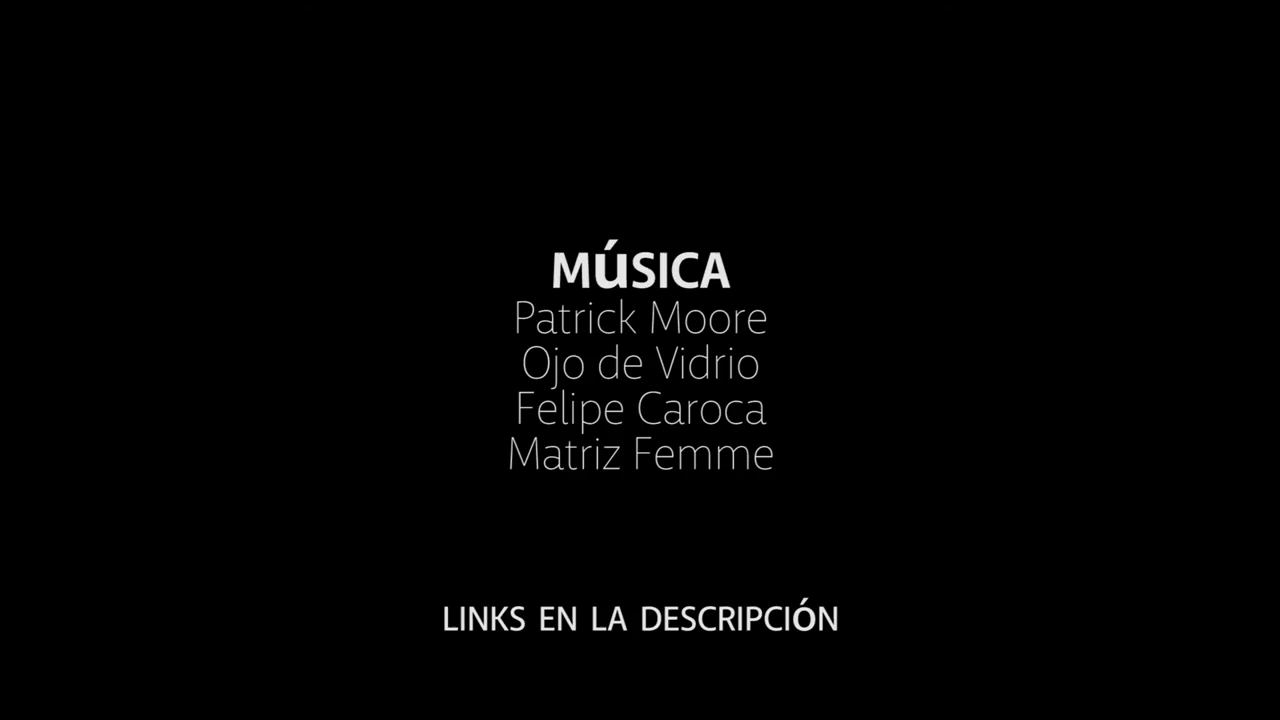 MúSICA
Patrick Moore
Ojo de Vidrio
Felipe Caroca
Matriz Femme
LINKS EN LA DESCRIPCIÓN